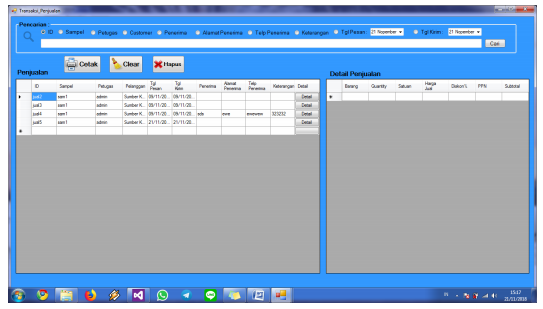 Transaksi_Penjualan
Pencarian :
ID Sampel Petugas Customer Penerima Alamat Penerima Telp Penerima Keterangan Tgl Pesan: 21 Nopember Tgl Kirim: 21 Nopember
Cari
Cetak Clear Hapus
Penjualan
Detail Penjualan
ID Sampel Petugas Pelanggan Tgl Pesan Tgl Kirim Penerima Alamat Penerima Telp Penerima Keterangan Detail
Barang Quantity Satuan Harga Jual Diskon% PPN Subtotal
jual2 sam1 admin Sumber K... 09/11/20... 09/11/20... Detail
jual3 sam1 admin Sumber K... 09/11/20... 09/11/20... Detail
jual4 sam1 admin Sumber K... 09/11/20... 09/11/20... ewe ewewew 323232 Detail
jual5 sam1 admin Sumber K... 21/11/20... 21/11/20... Detail
15:17
21/11/2018